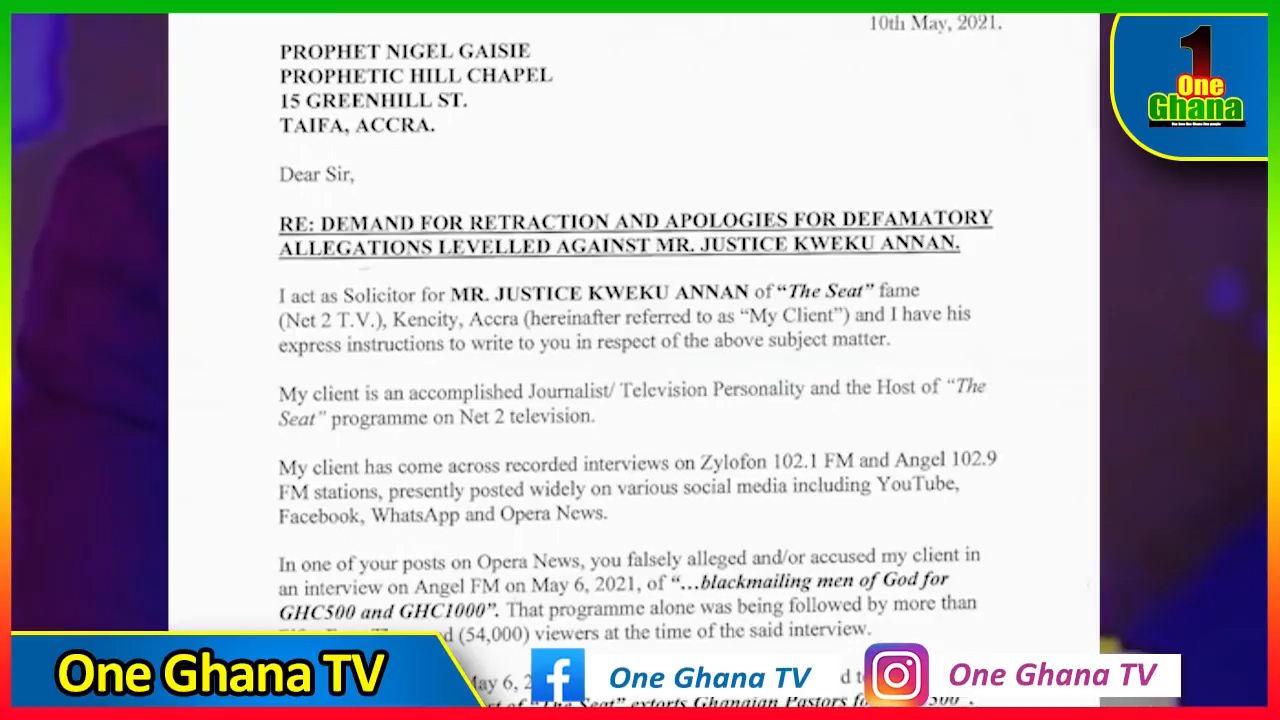 10th May, 2021.
PROPHET NIGEL GAISIE
PROPHETIC HILL CHAPEL
15 GREENHILL ST.
TAIFA, ACCRA.
1
One
Ghana
Dear Sir,
RE: DEMAND FOR RETRACTION AND APOLOGIES FOR DEFAMATORY
ALLEGATIONS LEVELLED AGAINST MR. JUSTICE KWEKU ANNAN.
I act as Solicitor for MR. JUSTICE KWEKU ANNAN of “The Seat” fame
(Net 2 T.V.), Kencity, Accra (hereinafter referred to as “My Client”) and I have his
express instructions to write to you in respect of the above subject matter.
My client is an accomplished Journalist/ Television Personality and the Host of “The
Seat” programme on Net 2 television.
My client has come across recorded interviews on Zylofon 102.1 FM and Angel 102.9
FM stations, presently posted widely on various social media including YouTube,
Facebook, WhatsApp and Opera News.
In one of your posts on Opera News, you falsely alleged and/or accused my client in
an interview on Angel FM on May 6, 2021, of “...blackmailing men of God for
GHC500 and GHC1000”. That programme alone was being followed by more than
(54,000) viewers at the time of the said interview.
May 6,
of “The Seat” extorts Ghanaian Pastors
One Ghana TV
One Ghana TV
One Ghana TV